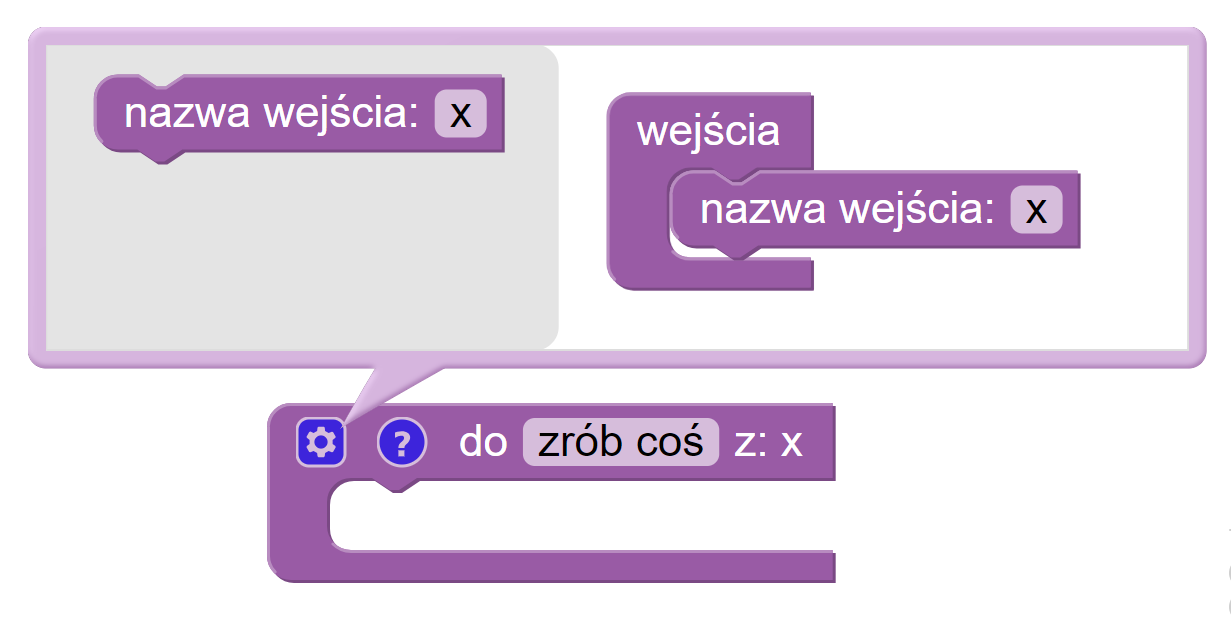 nazwa wejścia: x
wejścia
nazwa wejścia: x
? do zrób coś z: x